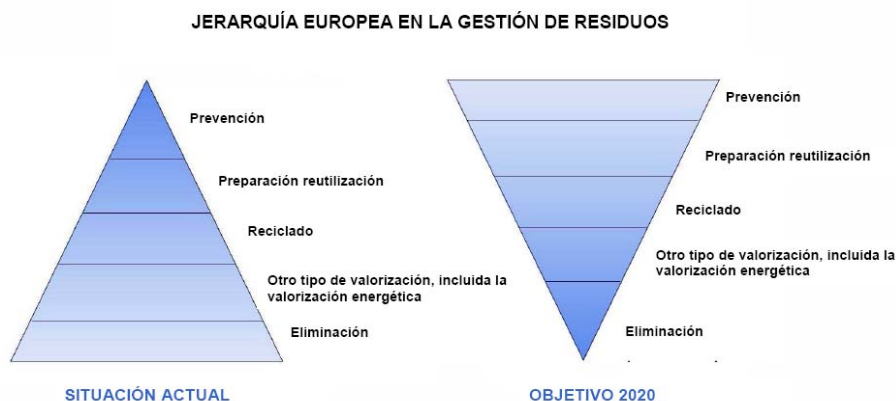 JERARQUÍA EUROPEA EN LA GESTIÓN DE RESIDUOS
Prevención
Preparación reutilización
Reciclado
Otro tipo de valorización, incluida la
valorización energética
Eliminación
SITUACIÓN ACTUAL
Prevención
Preparación reutilización
Reciclado
Otro tipo de valorización, incluida la
valorización energética
Eliminación
OBJETIVO 2020